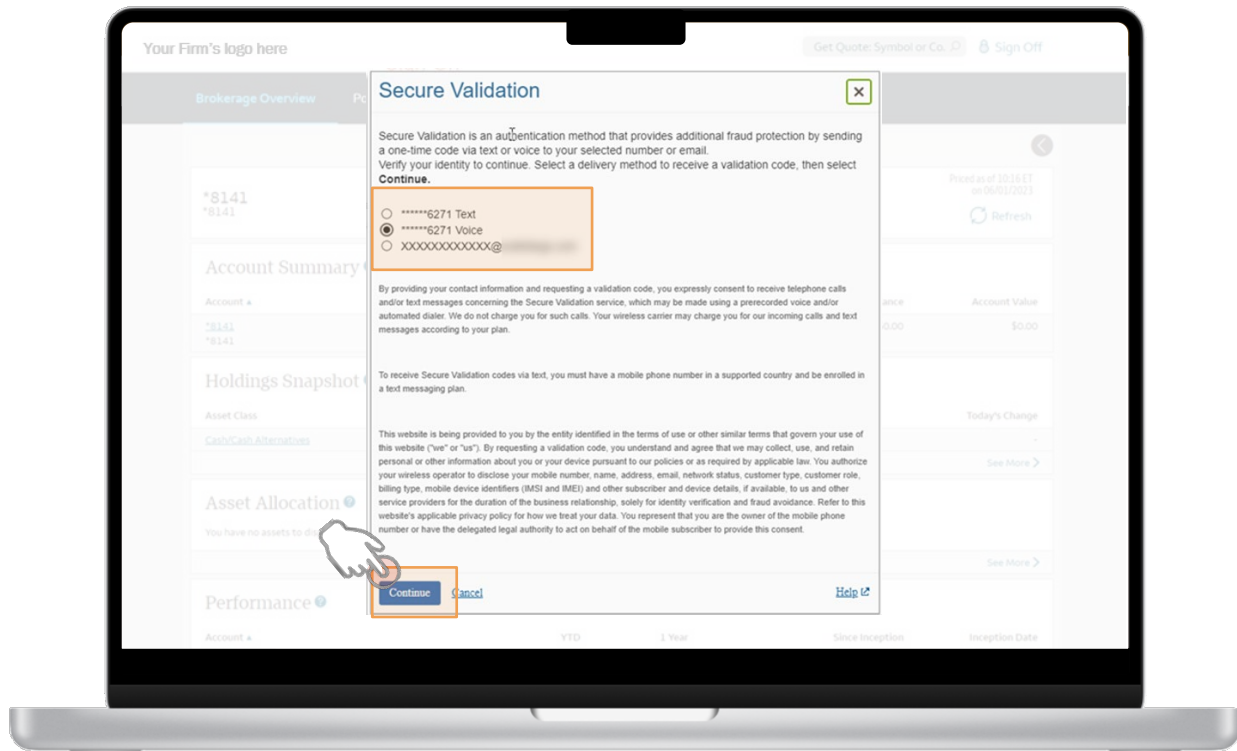 Your Firm's logo here
Get Quote: Symbol or Co.
Sign Off
Brokerage Overview
Secure Validation
Secure Validation is an authentication method that provides additional fraud protection by sending
a one-time code via text or voice to your selected number or email.
Verify your identity to continue. Select a delivery method to receive a validation code, then select
Continue.
*8141
*8141
Priced as of 10:16 ET
on 06/01/2023
Refresh
******6271 Text
******6271 Voice
XXXXXXXXXXXX@
Account Summary
By providing your contact information and requesting a validation code, you expressly consent to receive telephone calls
and/or text messages concerning the Secure Validation service, which may be made using a prerecorded voice and/or
automated dialer. We do not charge you for such calls. Your wireless carrier may charge you for our incoming calls and text
messages according to your plan.
Account
ance
Account Value
*8141
*8141
0.00
$0.00
Holdings Snapshot
To receive Secure Validation codes via text, you must have a mobile phone number in a supported country and be enrolled in
a text messaging plan.
Asset Class
Today's Change
Cash/Cash Alternatives
-
See More
This website is being provided to you by the entity identified in the terms of use or other similar terms that govern your use of
this website ("we" or "us"). By requesting a validation code, you understand and agree that we may collect, use, and retain
personal or other information about you or your device pursuant to our policies or as required by applicable law. You authorize
your wireless operator to disclose your mobile number, name, address, email, network status, customer type, customer role,
billing type, mobile device identifiers (IMSI and IMEI) and other subscriber and device details, if available, to us and other
service providers for the duration of the business relationship, solely for identity verification and fraud avoidance. Refer to this
website's applicable privacy policy for how we treat your data. You represent that you are the owner of the mobile phone
number or have the delegated legal authority to act on behalf of the mobile subscriber to provide this consent.
Asset Allocation
You have no assets to
See More
Continue
Cancel
Help
Performance
Account
YTD
1 Year
Since Inception
Inception Date